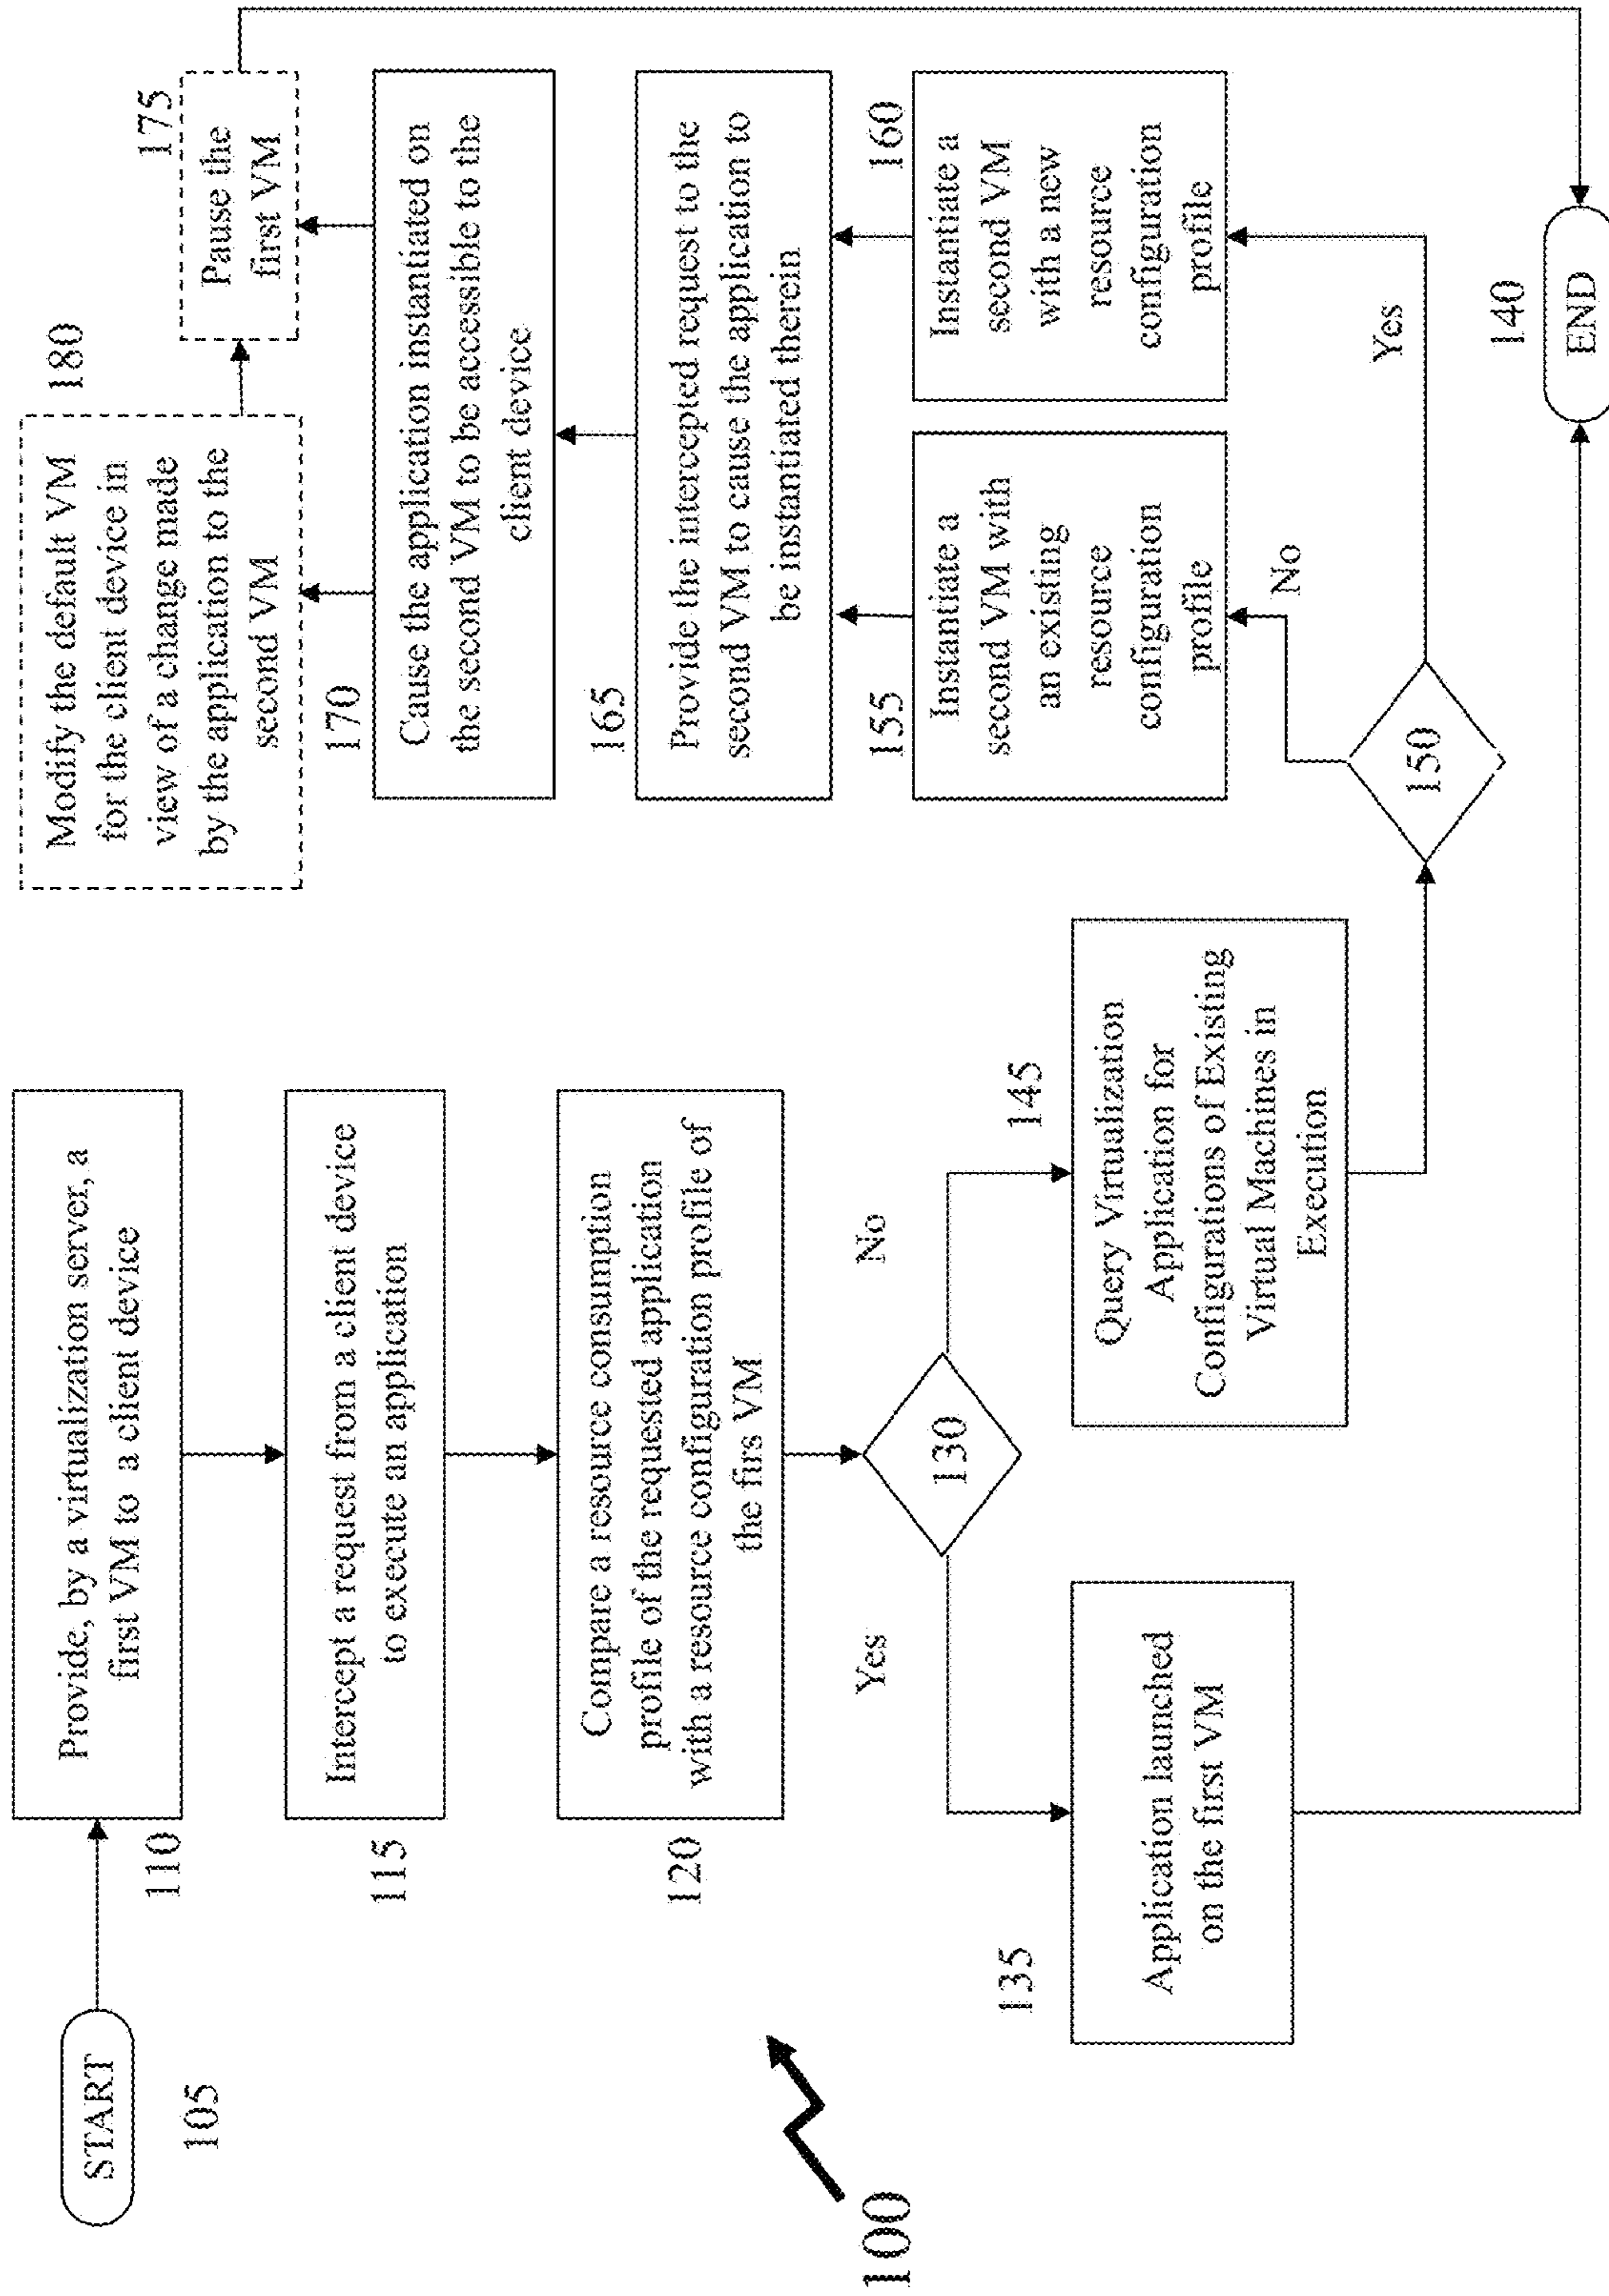 START
105
Provide, by a virtualization server, a
first VM to a client device
110
Intercept a request from a client device
to execute an application
115
Compare a resource consumption
profile of the requested application
with a resource configuration profile of
the firs VM
120
130
Yes
No
Application launched
on the first VM
135
Query Virtualization
Application for
Configurations of Existing
Virtual Machines in
Execution
145
150
No
Yes
Instantiate a
second VM with
an existing
resource
configuration
profile
155
Instantiate a
second VM
with a new
resource
configuration
profile
160
Provide the intercepted request to the
second VM to cause the application to
be instantiated therein
165
Cause the application instantiated on
the second VM to be accessible to the
client device
170
Modify the default VM
for the client device in
view of a change made
by the application to the
second VM
180
Pause the
first VM
175
END
140
100